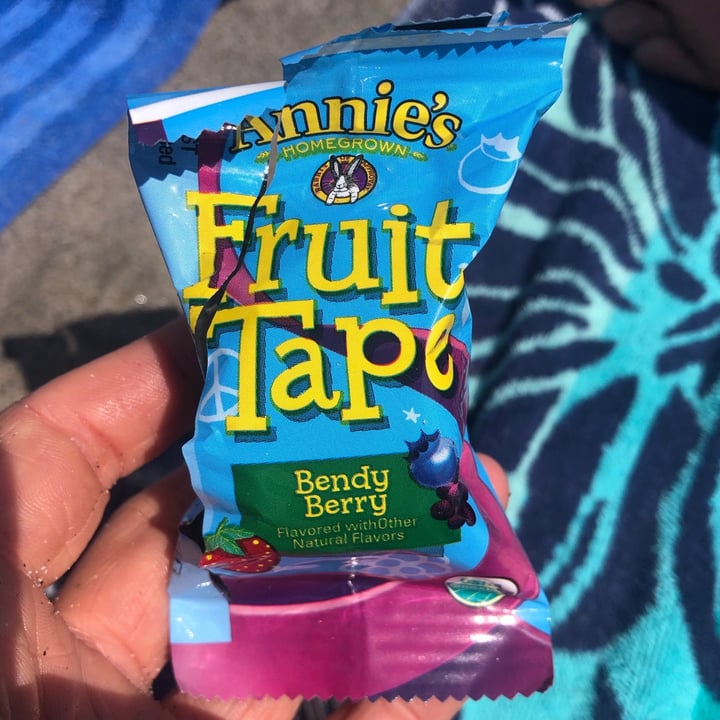 Annie's
HOMEGROWN
Fruit
Tape
Bendy
Berry
Flavored withOther
Natural Flavors